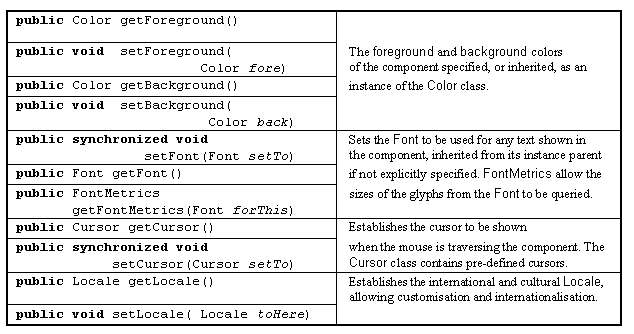 public Color getForeground()
public void setForeground(
Color fore)
public Color getBackground()
public void setBackground(
Color back)
The foreground and background colors
of the component specified, or inherited, as an
instance of the Color class.
public synchronized void
setFont(Font setTo)
public Font getFont()
public FontMetrics
getFontMetrics(Font forThis)
Sets the Font to be used for any text shown in
the component, inherited from its instance parent
if not explicitly specified. FontMetrics allow the
sizes of the glyphs from the Font to be queried.
public Cursor getCursor()
public synchronized void
setCursor(Cursor setTo)
Establishes the cursor to be shown
when the mouse is traversing the component. The
Cursor class contains pre-defined cursors.
public Locale getLocale()
public void setLocale( Locale toHere)
Establishes the international and cultural Locale,
allowing customisation and internationalisation.